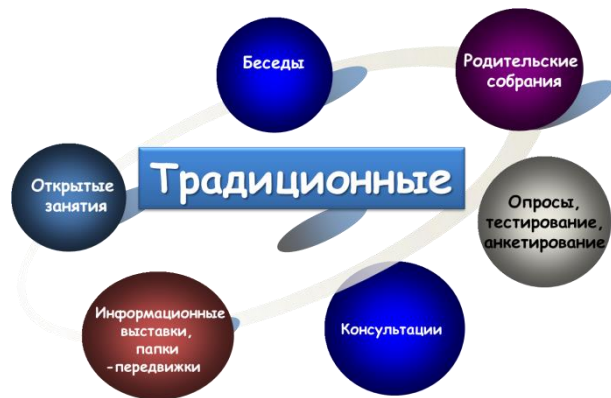 Беседы
Родительские
собрания
Традиционные
Открытые
занятия
Опросы,
тестирование,
анкетирование
Информационные
выставки,
папки
-передвижки
Консультации